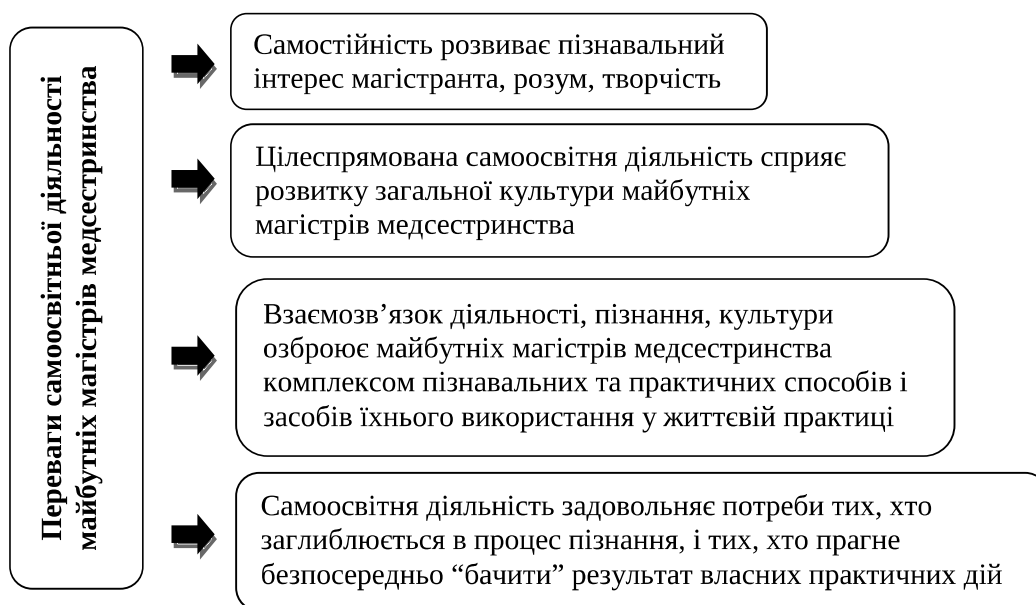 Переваги самоосвітньої діяльності
майбутніх магістрів медсестринства
Самостійність розвиває пізнавальний
інтерес магістранта, розум, творчість
Цілеспрямована самоосвітня діяльність сприяє
розвитку загальної культури майбутніх
магістрів медсестринства
Взаємозв’язок діяльності, пізнання, культури
озброює майбутніх магістрів медсестринства
комплексом пізнавальних та практичних способів і
засобів їхнього використання у життєвій практиці
Самоосвітня діяльність задовольняє потреби тих, хто
заглиблюється в процес пізнання, і тих, хто прагне
безпосередньо “бачити” результат власних практичних дій